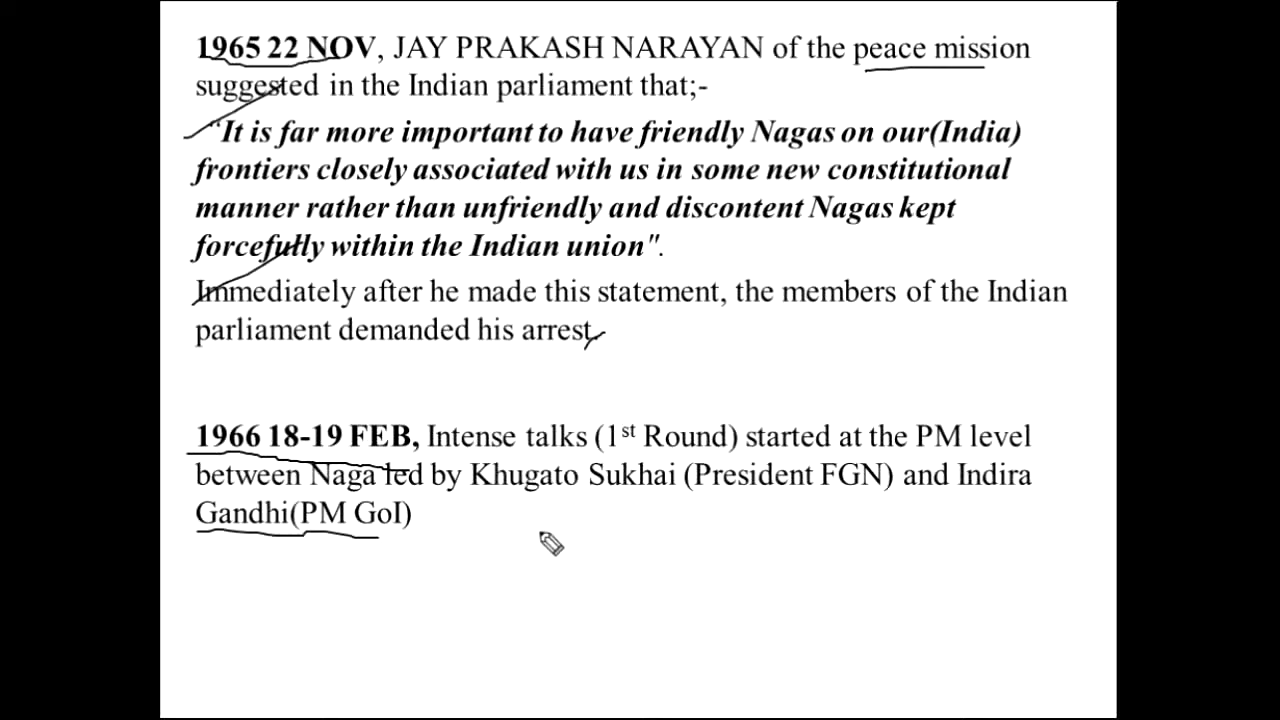 1965 22 NOV, JAY PRAKASH NARAYAN of the peace mission
suggested in the Indian parliament that;-
"It is far more important to have friendly Nagas on our(India)
frontiers closely associated with us in some new constitutional
manner rather than unfriendly and discontent Nagas kept
forcefully within the Indian union".
Immediately after he made this statement, the members of the Indian
parliament demanded his arrest.
1966 18-19 FEB, Intense talks (1st Round) started at the PM level
between Naga led by Khugato Sukhai (President FGN) and Indira
Gandhi(PM GoI)